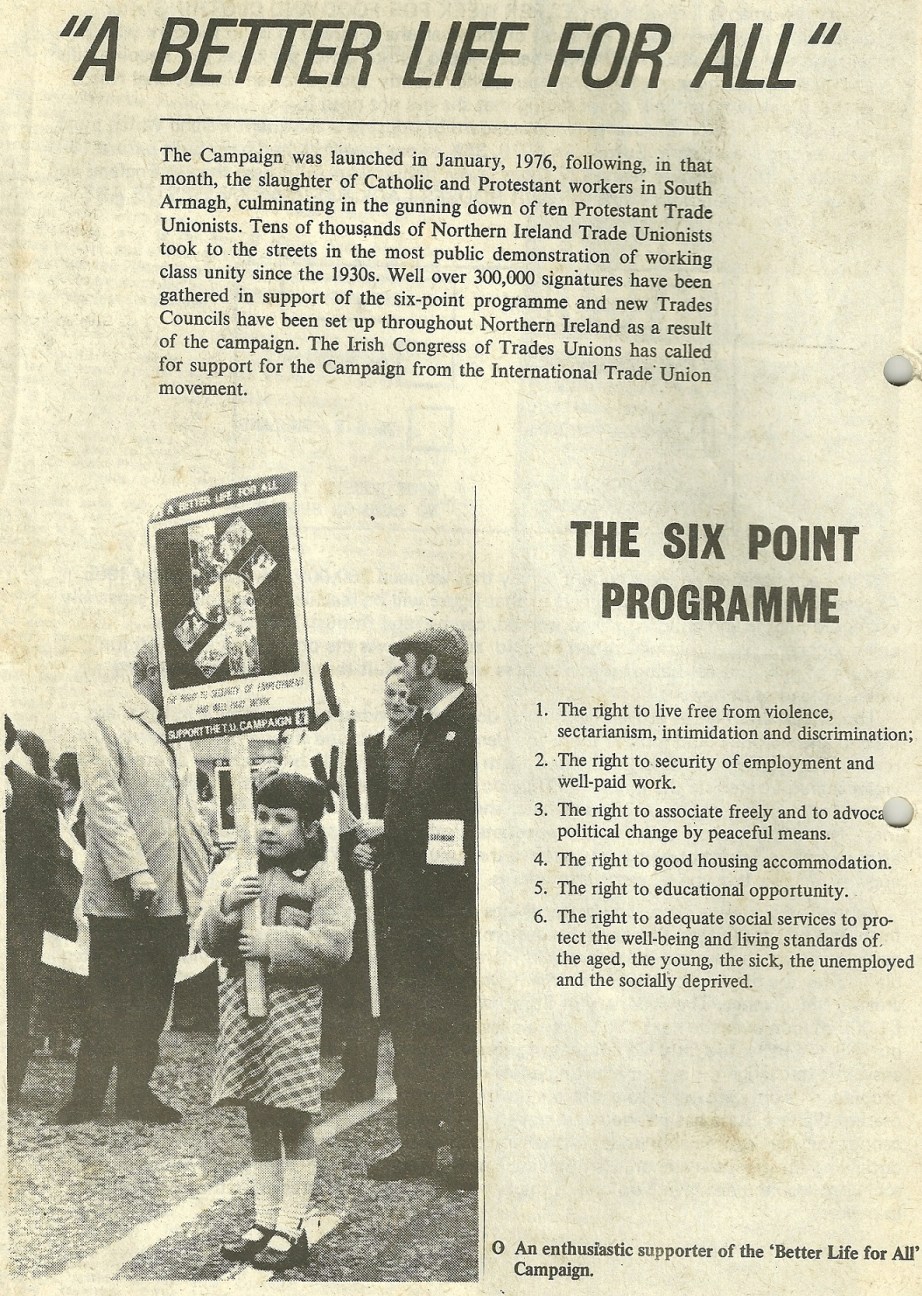 “A BETTER LIFE FOR ALL“
The Campaign was launched in January, 1976, following, in that
month, the slaughter of Catholic and Protestant workers in South
Armagh, culminating in the gunning down of ten Protestant Trade
Unionists. Tens of thousands of Northern Ireland Trade Unionists
took to the streets in the most public demonstration of working
class unity since the 1930s. Well over 300,000 signatures have been
gathered in support of the six-point programme and new Trades
Councils have been set up throughout Northern Ireland as a result
of the campaign. The Irish Congress of Trades Unions has called
for support for the Campaign from the International Trade Union
movement.
A BETTER LIFE FOR ALL
THE RIGHT TO SECURITY OF EMPLOYMENT
AND WELL PAID WORK
SUPPORT THE T.U. CAMPAIGN
THE SIX POINT
PROGRAMME
1. The right to live free from violence,
sectarianism, intimidation and discrimination;
2. The right to security of employment and
well-paid work.
3. The right to associate freely and to advoca
political change by peaceful means.
4. The right to good housing accommodation.
5. The right to educational opportunity.
6. The right to adequate social services to pro-
tect the well-being and living standards of
the aged, the young, the sick, the unemployed
and the socially deprived.
O An enthusiastic supporter of the ‘Better Life for All’
Campaign.